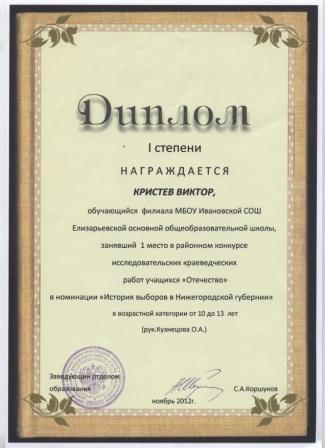 Диплом
I степени
НАГРАЖДАЕТСЯ
КРИСТЕВ ВИКТОР,
обучающийся филиала МБОУ Ивановской СОШ
Елизарьевской основной общеобразовательной школы,
занявший 1 место в районном конкурсе
исследовательских краеведческих
работ учащихся «Отечество»
в номинации «История выборов в Нижегородской губернии»
в возрастной категории от 10 до 13 лет
(рук.Кузнецова О.А.)
Заведующий отделом
образования С.А.Коршунов
ноябрь 2012г.